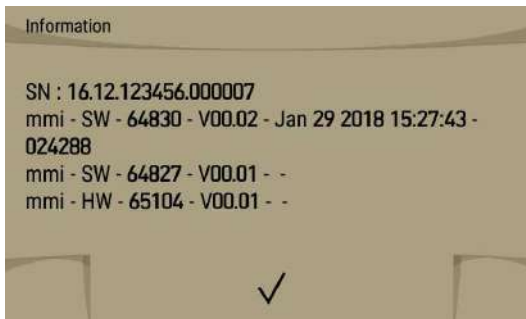 Information
SN : 16.12.123456.000007
mmi - SW - 64830 - V00.02 - Jan 29 2018 15:27:43 -
024288
mmi - SW - 64827 - V00.01 - -
mmi - HW - 65104 - V00.01 - -